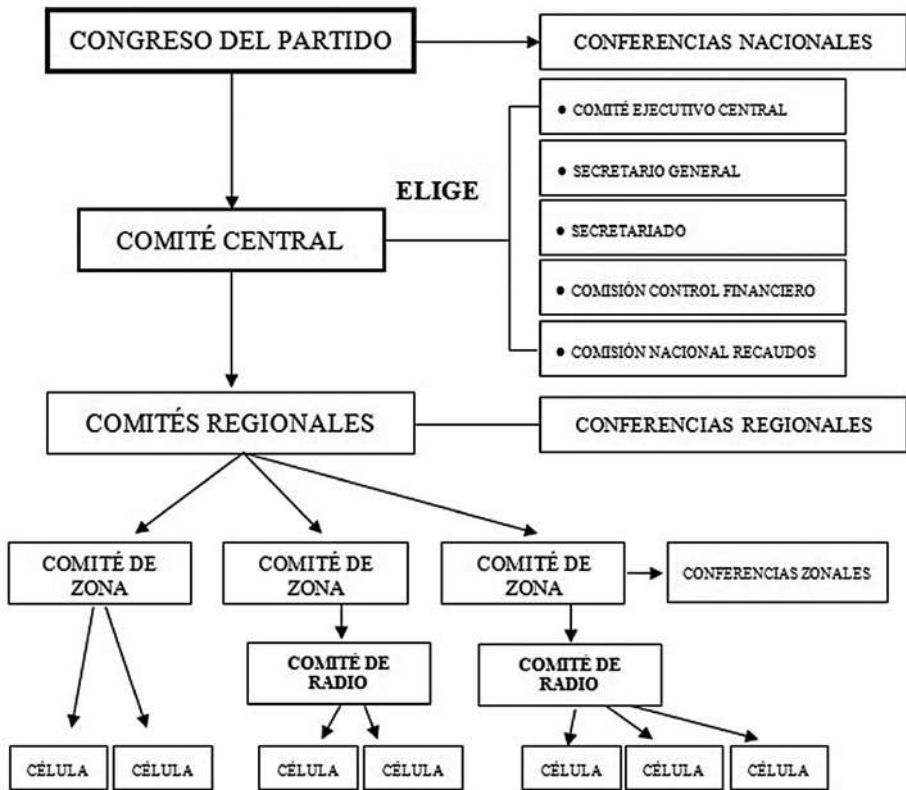 CONGRESO DEL PARTIDO
CONFERENCIAS NACIONALES
• COMITÉ EJECUTIVO CENTRAL
• SECRETARIO GENERAL
ELIGE
COMITÉ CENTRAL
• SECRETARIADO
• COMISIÓN CONTROL FINANCIERO
• COMISIÓN NACIONAL RECAUDOS
COMITÉS REGIONALES
CONFERENCIAS REGIONALES
COMITÉ DE
ZONA
COMITÉ DE
ZONA
COMITÉ DE
ZONA
CONFERENCIAS ZONALES
COMITÉ DE
RADIO
COMITÉ DE
RADIO
CÉLULA
CÉLULA
CÉLULA
CÉLULA
CÉLULA
CÉLULA
CÉLULA